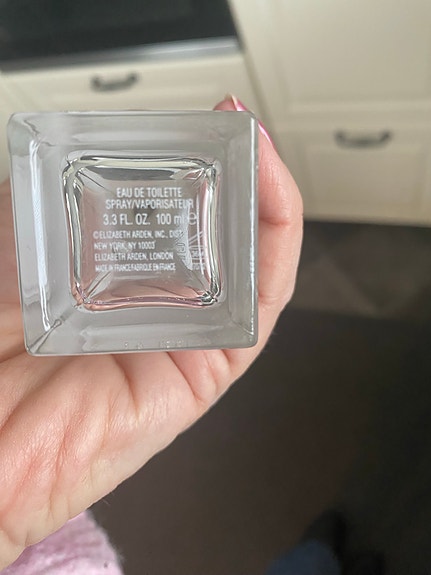 EAU DE TOILETTE
SPRAY/VAPORISATEUR
3.3 FL. OZ. 100 ml ℮
©ELIZABETH ARDEN, INC., DIST.
NEW YORK, NY 10003
ELIZABETH ARDEN, LONDON
MADE IN FRANCE/FABRIQUE EN FRANCE